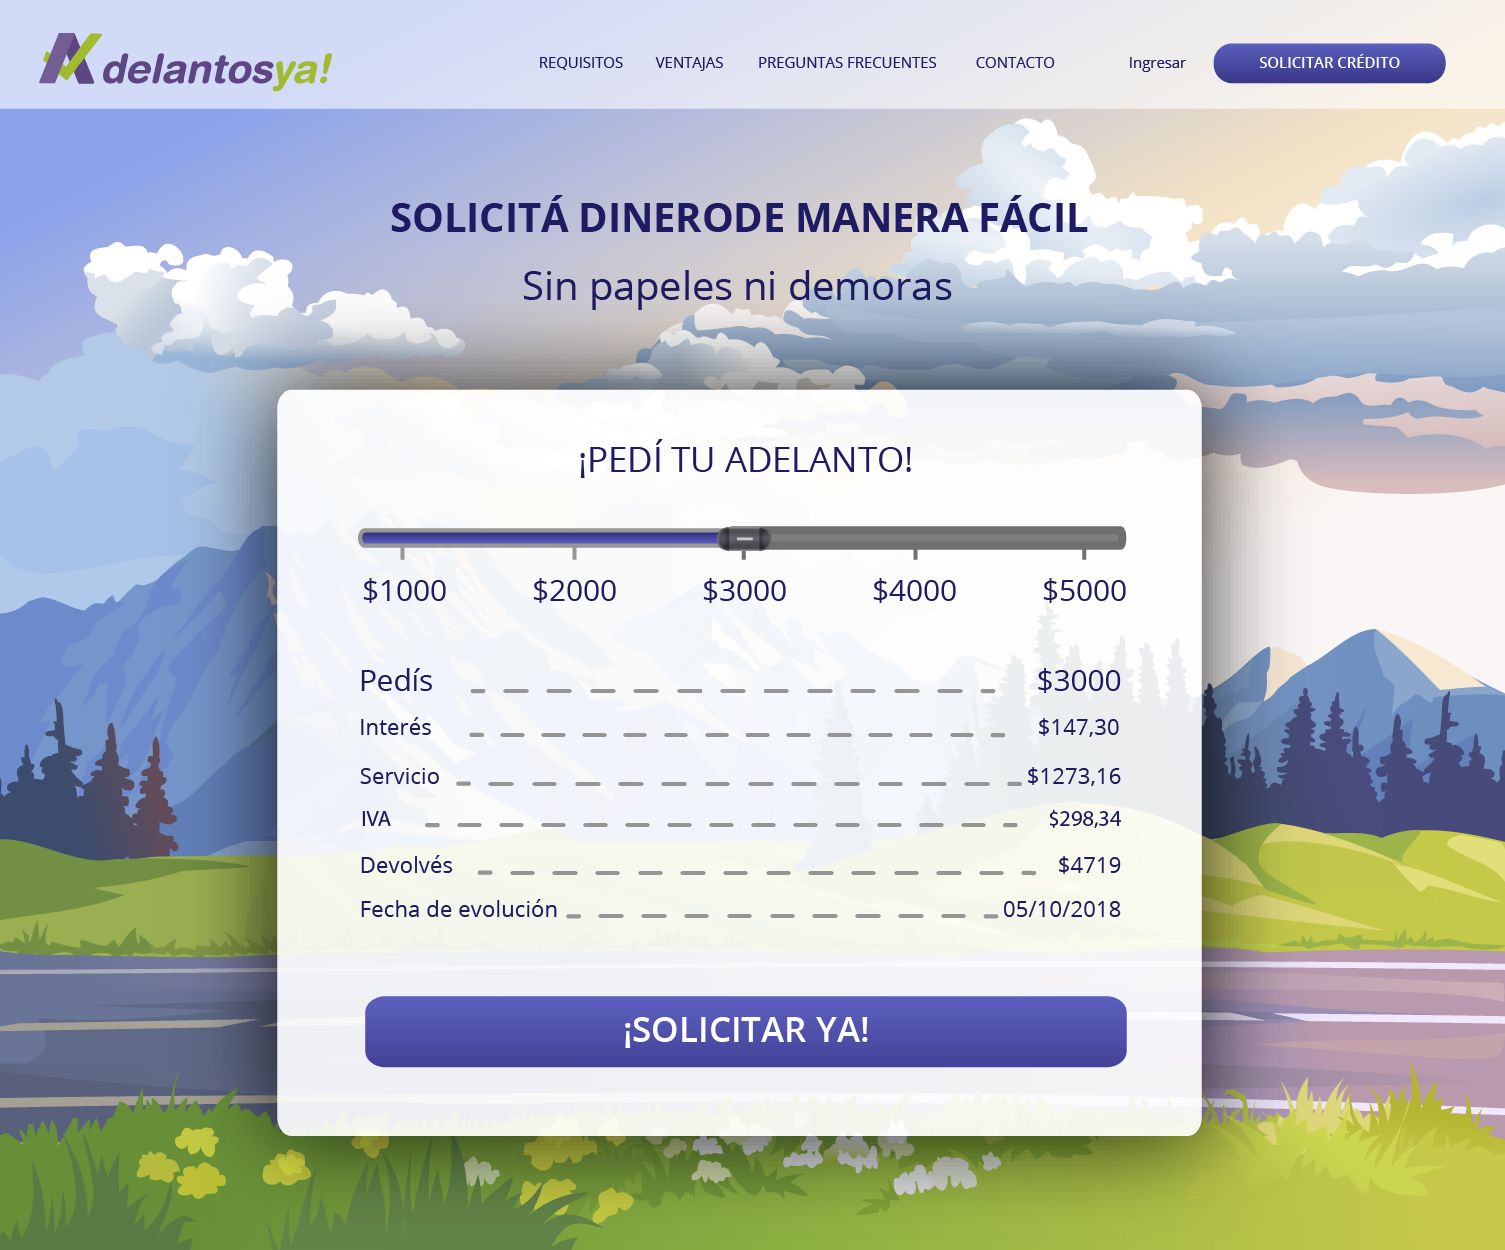 Adelantosya!
REQUISITOS VENTAJAS PREGUNTAS FRECUENTES CONTACTO Ingresar SOLICITAR CRÉDITO
SOLICITÁ DINERODE MANERA FÁCIL
Sin papeles ni demoras
¡PEDÍ TU ADELANTO!
$1000 $2000 $3000 $4000 $5000
Pedís $3000
Interés $147,30
Servicio $1273,16
IVA $298,34
Devolvés $4719
Fecha de evolución 05/10/2018
¡SOLICITAR YA!